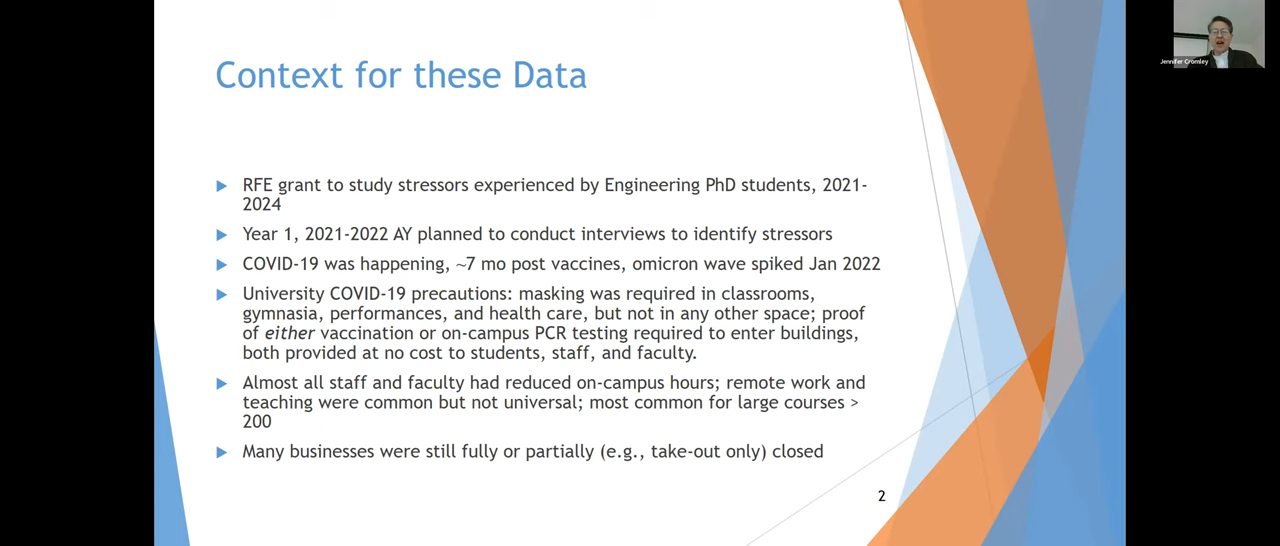 Context for these Data
RFE grant to study stressors experienced by Engineering PhD students, 2021-
2024
Year 1, 2021-2022 AY planned to conduct interviews to identify stressors
COVID-19 was happening, ~7 mo post vaccines, omicron wave spiked Jan 2022
University COVID-19 precautions: masking was required in classrooms,
gymnasia, performances, and health care, but not in any other space; proof
of either vaccination or on-campus PCR testing required to enter buildings,
both provided at no cost to students, staff, and faculty.
Almost all staff and faculty had reduced on-campus hours; remote work and
teaching were common but not universal; most common for large courses >
200
Many businesses were still fully or partially (e.g., take-out only) closed
2
Jennifer Cromley